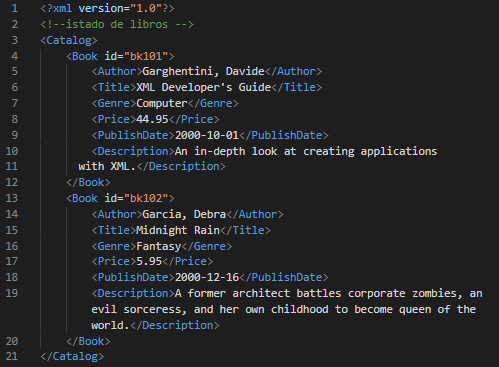 1 <?xml version="1.0"?>
2 <!--istado de libros -->
3 <Catalog>
4 <Book id="bk101">
5 <Author>Garghentini, Davide</Author>
6 <Title>XML Developer's Guide</Title>
7 <Genre>Computer</Genre>
8 <Price>44.95</Price>
9 <PublishDate>2000-10-01</PublishDate>
10 <Description>An in-depth look at creating applications
11 with XML.</Description>
12 </Book>
13 <Book id="bk102">
14 <Author>Garcia, Debra</Author>
15 <Title>Midnight Rain</Title>
16 <Genre>Fantasy</Genre>
17 <Price>5.95</Price>
18 <PublishDate>2000-12-16</PublishDate>
19 <Description>A former architect battles corporate zombies, an
evil sorceress, and her own childhood to become queen of the
world.</Description>
20 </Book>
21 </Catalog>